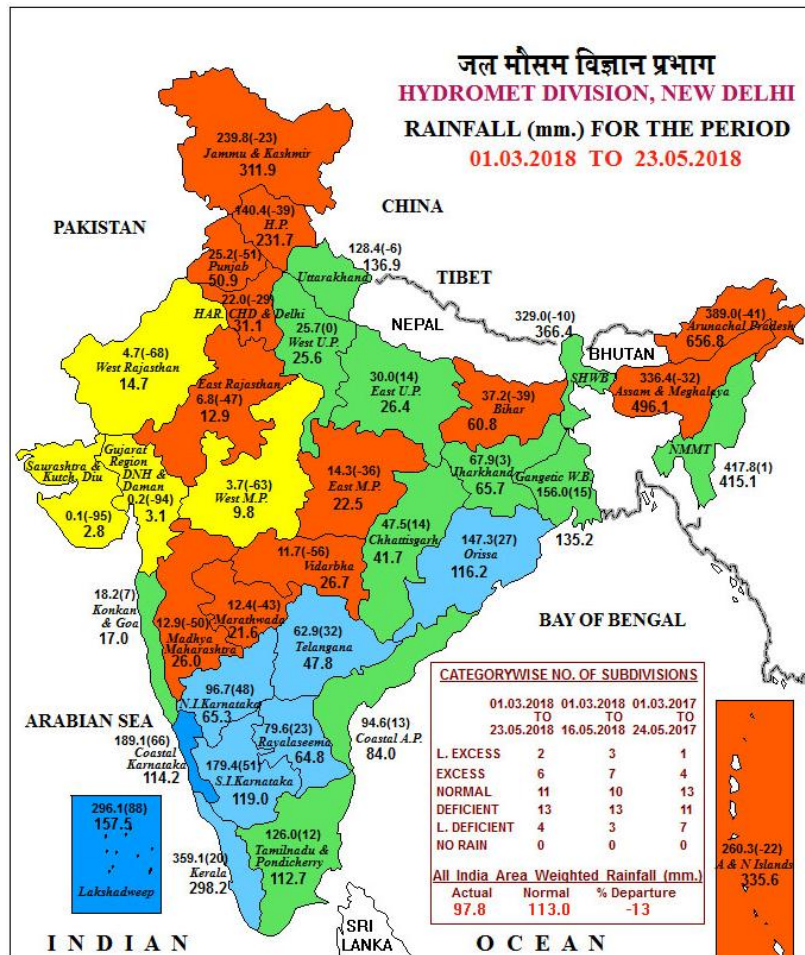 जल मौसम विज्ञान प्रभाग
HYDROMET DIVISION, NEW DELHI
RAINFALL (mm.) FOR THE PERIOD
01.03.2018 TO 23.05.2018
239.8(-23)
Jammu & Kashmir
311.9
CHINA
140.4(-39)
H.P.
231.7
PAKISTAN
25.2(-51)
Punjab
50.9
128.4(-6)
136.9
Uttarakhand
TIBET
22.0(-29)
HAR. CHD & Delhi
31.1
NEPAL
25.7(0)
West U.P.
25.6
329.0(-10)
366.4
BHUTAN
389.0(-41)
Arunachal Pradesh
656.8
4.7(-68)
West Rajasthan
14.7
East Rajasthan
6.8(-47)
12.9
30.0(14)
East U.P.
26.4
37.2(-39)
Bihar
60.8
SHWB
336.4(-32)
Assam & Meghalaya
496.1
NMMT
417.8(1)
415.1
Saurashtra &
Kutch, Diu
0.1(-95)
2.8
Gujarat
Region
DNH &
Daman
0.2(-94)
3.1
3.7(-63)
West M.P.
9.8
14.3(-36)
East M.P.
22.5
67.9(3)
Jharkhand
65.7
Gangetic W.B.
156.0(15)
135.2
47.5(14)
Chhattisgarh
41.7
147.3(27)
Orissa
116.2
11.7(-56)
Vidarbha
26.7
18.2(7)
Konkan
& Goa
17.0
12.9(-50)
Madhya
Maharashtra
26.0
12.4(-43)
Marathwada
21.6
62.9(32)
Telangana
47.8
BAY OF BENGAL
96.7(48)
N.I.Karnataka
65.3
ARABIAN SEA
189.1(66)
Coastal
Karnataka
114.2
79.6(23)
Rayalaseema
64.8
94.6(13)
Coastal A.P.
84.0
179.4(51)
S.I.Karnataka
119.0
296.1(88)
157.5
Lakshadweep
126.0(12)
Tamilnadu &
Pondicherry
112.7
359.1(20)
Kerala
298.2
CATEGORYWISE NO. OF SUBDIVISIONS
01.03.2018 01.03.2018 01.03.2017
TO TO TO
23.05.2018 16.05.2018 24.05.2017
L. EXCESS 2 3 1
EXCESS 6 7 4
NORMAL 11 10 13
DEFICIENT 13 13 11
L. DEFICIENT 4 3 7
NO RAIN 0 0 0
All India Area Weighted Rainfall (mm.)
Actual Normal % Departure
97.8 113.0 -13
260.3(-22)
A & N Islands
335.6
SRI
LANKA
INDIAN OCEAN